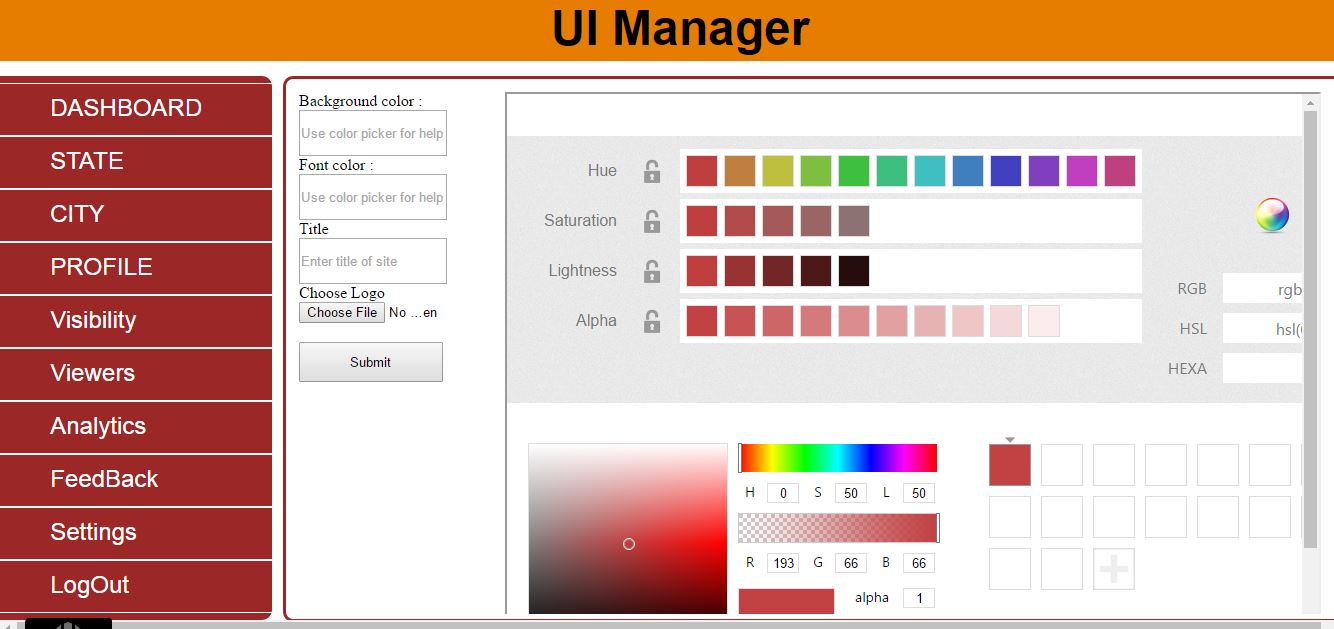 UI Manager
DASHBOARD
STATE
CITY
PROFILE
Visibility
Viewers
Analytics
FeedBack
Settings
LogOut
Background color :
Use color picker for help
Font color :
Use color picker for help
Title
Enter title of site
Choose Logo
Choose File No ...en
Submit
Hue
Saturation
Lightness
Alpha
RGB rgb
HSL hsl(
HEXA
H 0 S 50 L 50
R 193 G 66 B 66
alpha 1